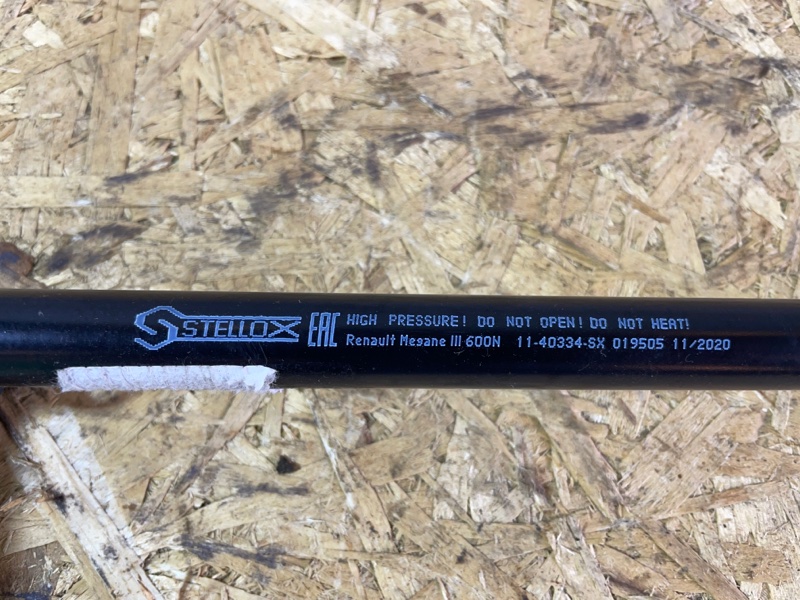 STELLOX EAC HIGH PRESSURE! DO NOT OPEN! DO NOT HEAT!
Renault Megane III 600N 11-40334-SX 019505 11/2020